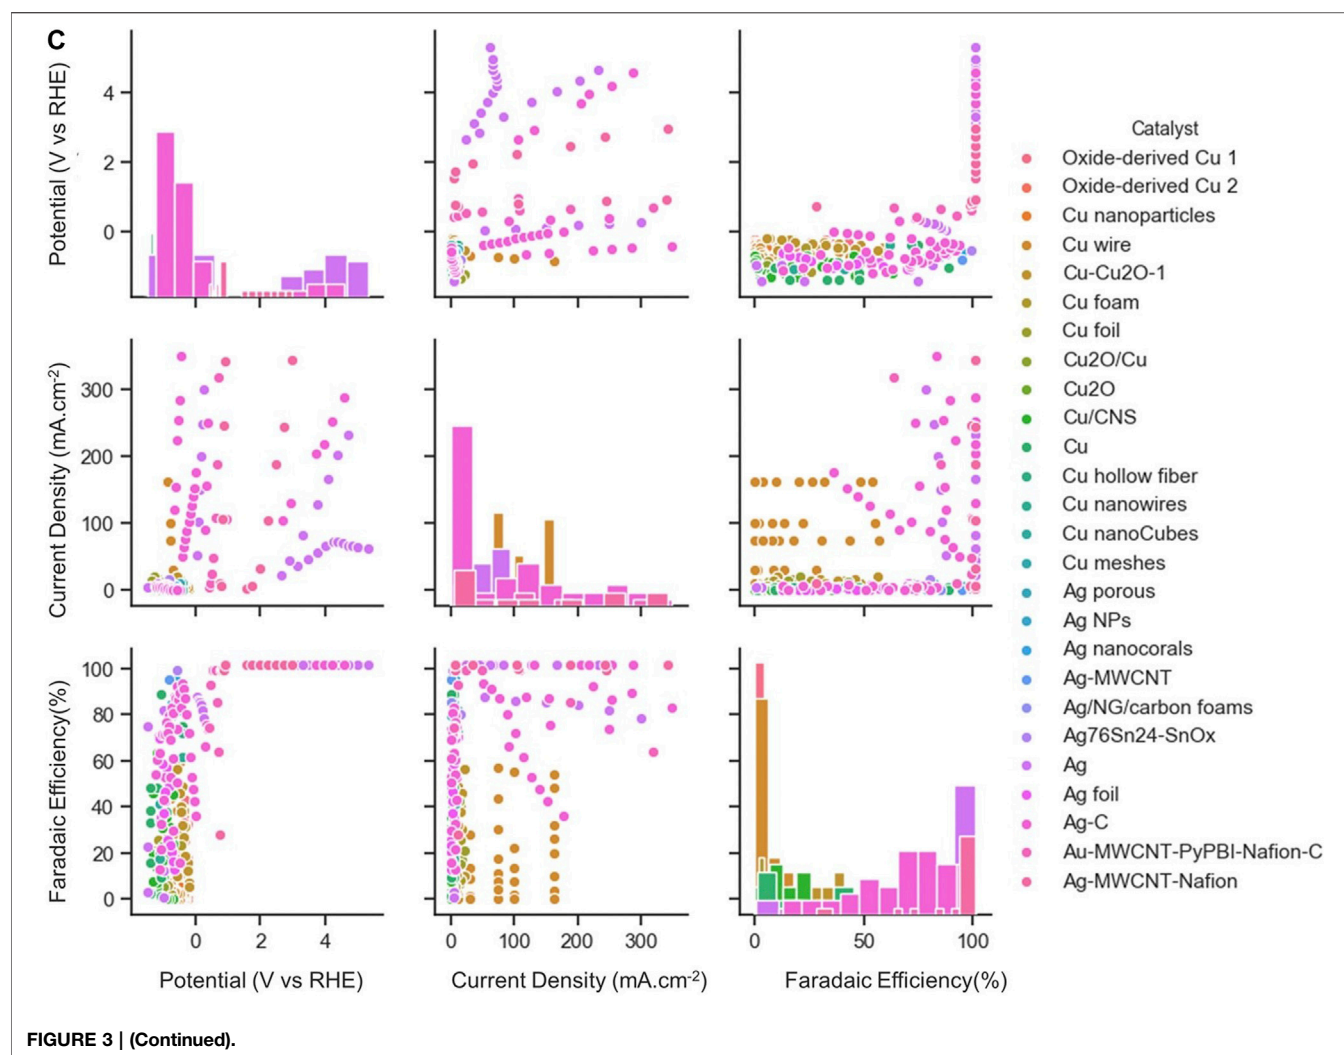 C
Potential (V vs RHE)
4
2
0
Current Density (mA.cm-2)
300
200
100
0
Faradaic Efficiency(%)
100
80
60
40
20
0
0 2 4
Potential (V vs RHE)
0 100 200 300
Current Density (mA.cm-2)
0 50 100
Faradaic Efficiency(%)
Catalyst
Oxide-derived Cu 1
Oxide-derived Cu 2
Cu nanoparticles
Cu wire
Cu-Cu2O-1
Cu foam
Cu foil
Cu2O/Cu
Cu2O
Cu/CNS
Cu
Cu hollow fiber
Cu nanowires
Cu nanoCubes
Cu meshes
Ag porous
Ag NPs
Ag nanocorals
Ag-MWCNT
Ag/NG/carbon foams
Ag76Sn24-SnOx
Ag
Ag foil
Ag-C
Au-MWCNT-PyPBI-Nafion-C
Ag-MWCNT-Nafion
FIGURE 3 | (Continued).